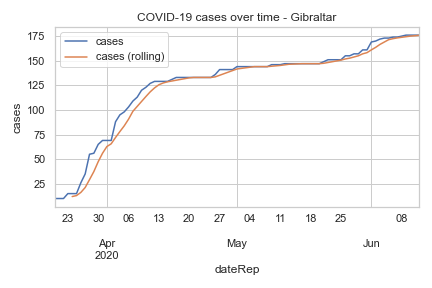 COVID-19 cases over time - Gibraltar
cases
cases (rolling)
175
150
125
100
75
50
25
cases
23 30 06 13 20 27 04 11 18 25 08
Apr May Jun
2020
dateRep